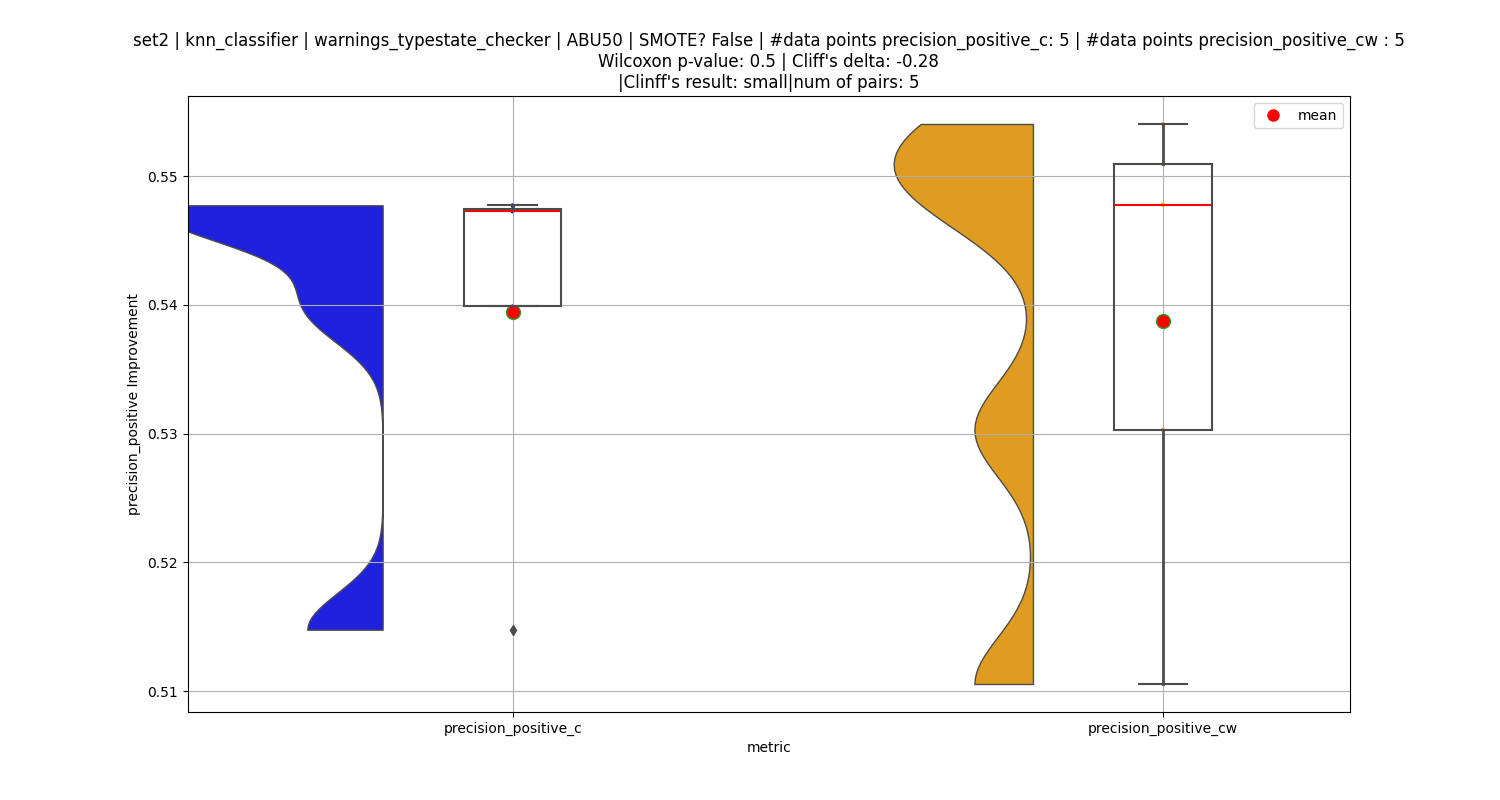 set2 | knn_classifier | warnings_typestate_checker | ABU50 | SMOTE? False | #data points precision_positive_c: 5 | #data points precision_positive_cw : 5
Wilcoxon p-value: 0.5 | Cliff's delta: -0.28
|Clinff's result: small|num of pairs: 5
mean
0.55
0.54
0.53
0.52
0.51
precision_positive Improvement
precision_positive_c
precision_positive_cw
metric